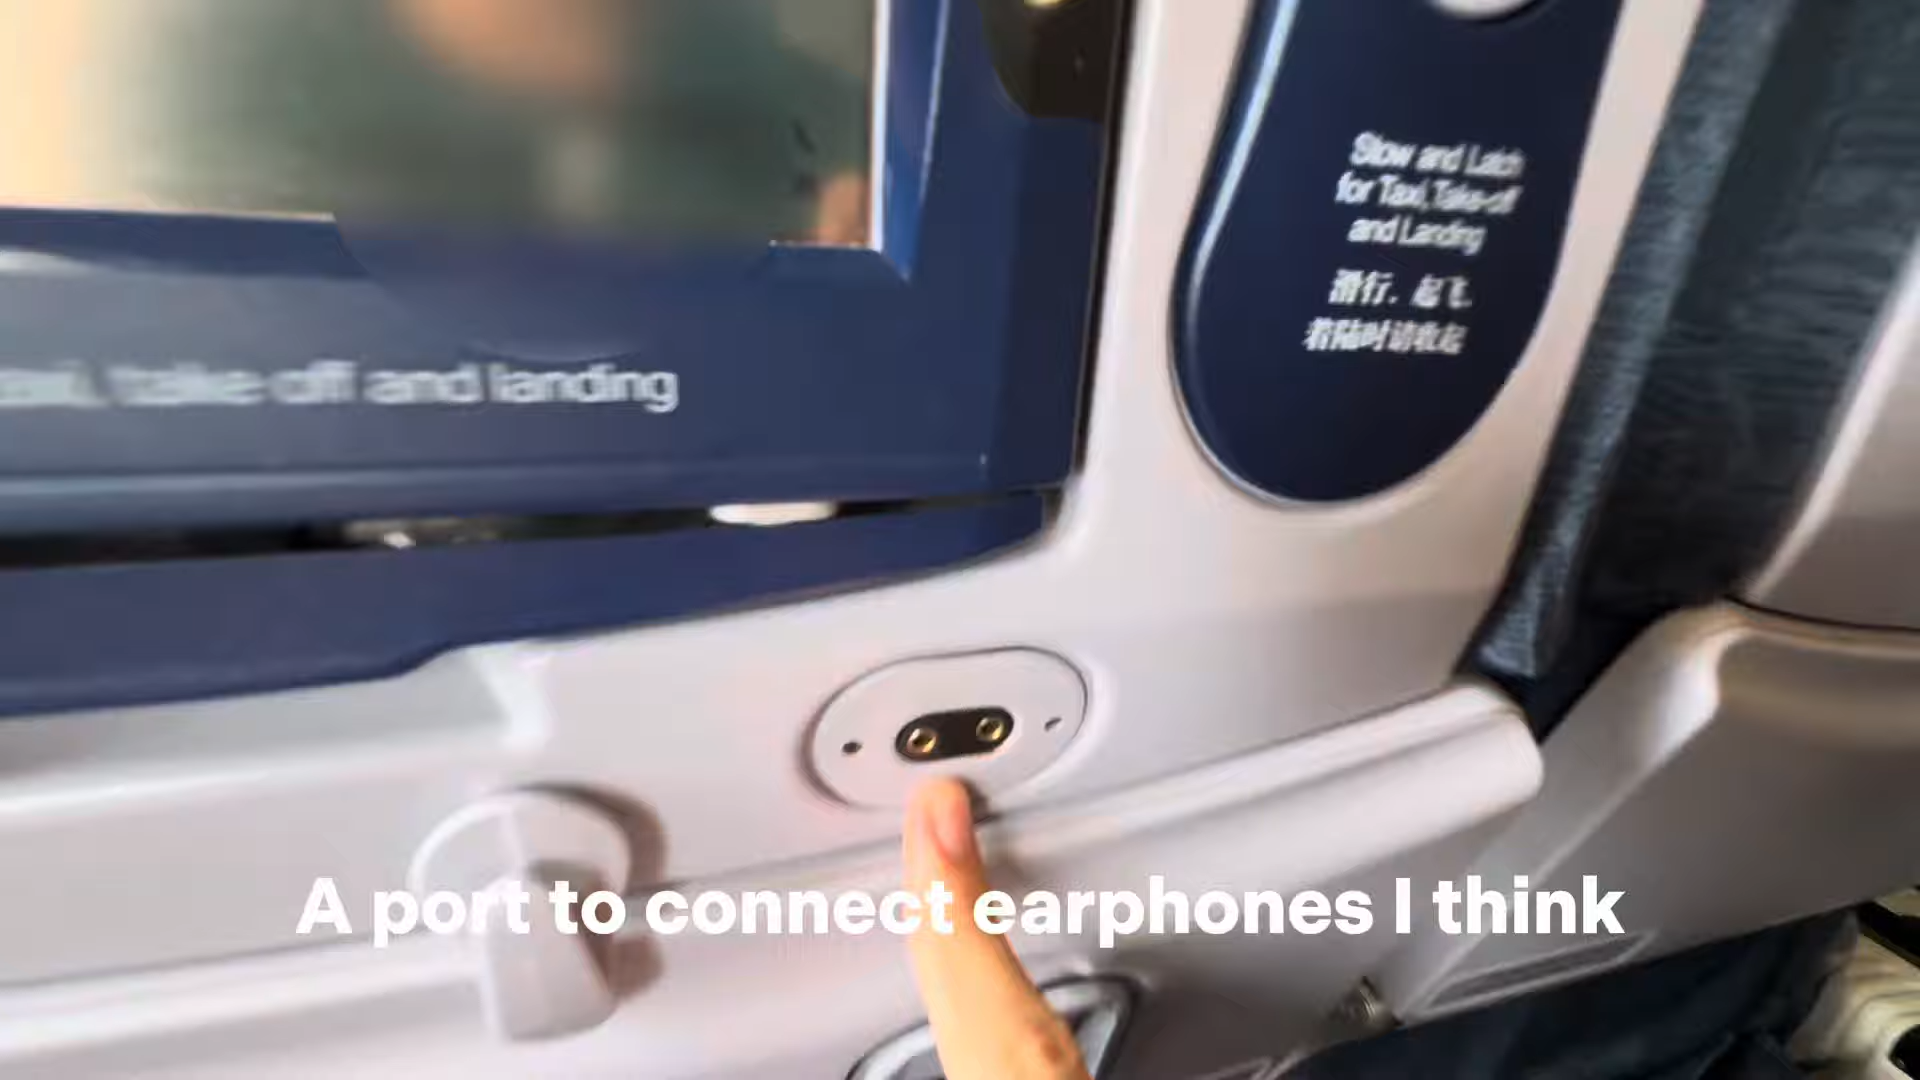 Stow and Latch
for Taxi, Take-off
and Landing
滑行、起飞、
着陆时请收起
take off and landing
A port to connect earphones I think